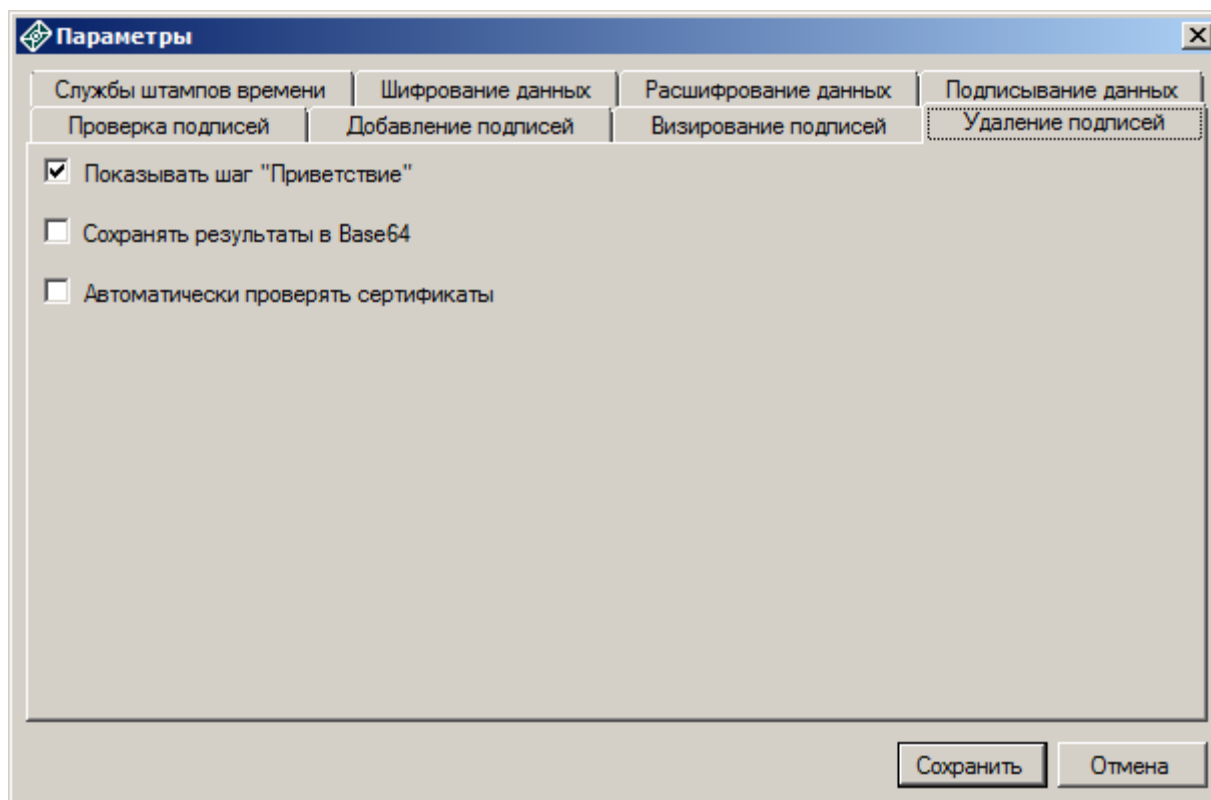 Параметры
Службы штампов времени Шифрование данных Расшифрование данных Подписывание данных
Проверка подписей Добавление подписей Визирование подписей Удаление подписей
Показывать шаг "Приветствие"
Сохранять результаты в Base64
Автоматически проверять сертификаты
Сохранить Отмена